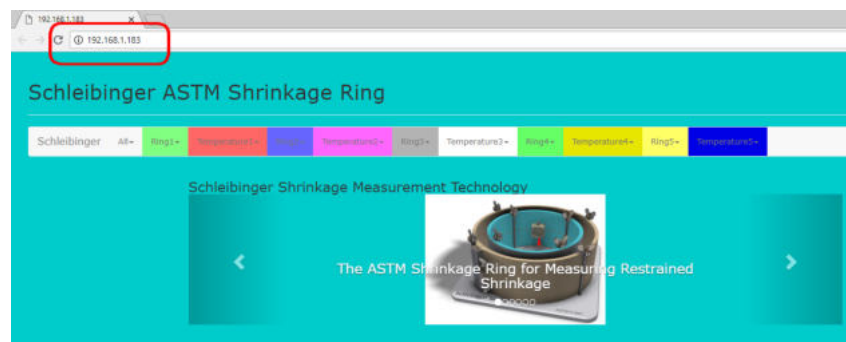 192.168.1.183
192.168.1.183
Schleibinger ASTM Shrinkage Ring
Schleibinger All Ring1 Temperature1 Temperature2 Ring3 Temperature3 Ring4 Temperature4 Ring5 Temperature5
Schleibinger Shrinkage Measurement Technology
The ASTM Shrinkage Ring for Measuring Restrained
Shrinkage